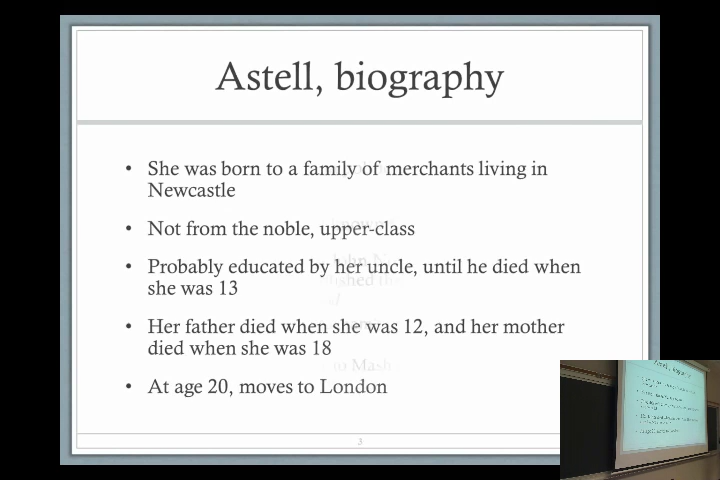 Astell, biography
• She was born to a family of merchants living in
Newcastle
• Not from the noble, upper-class
• Probably educated by her uncle, until he died when
she was 13
• Her father died when she was 12, and her mother
died when she was 18
• At age 20, moves to London
3